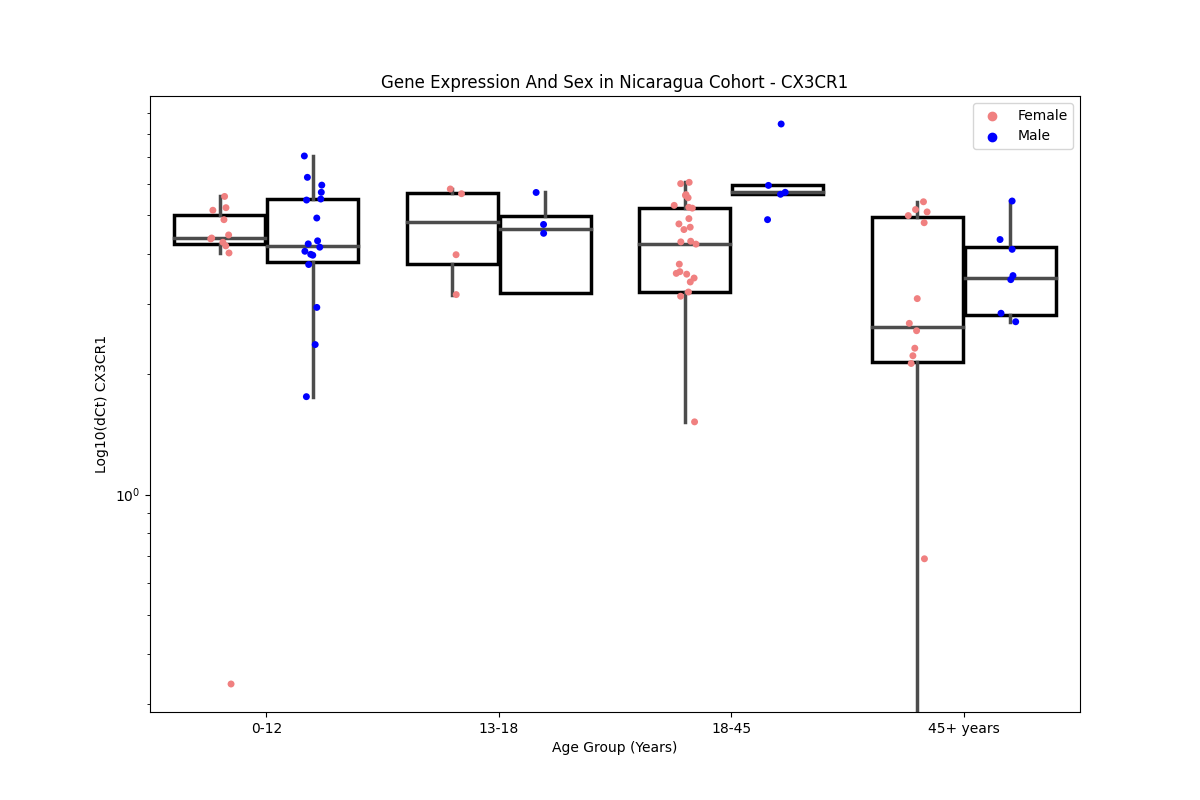 Gene Expression And Sex in Nicaragua Cohort - CX3CR1
Female
Male
Log10(dCt) CX3CR1
10⁰
0-12
13-18
18-45
45+ years
Age Group (Years)